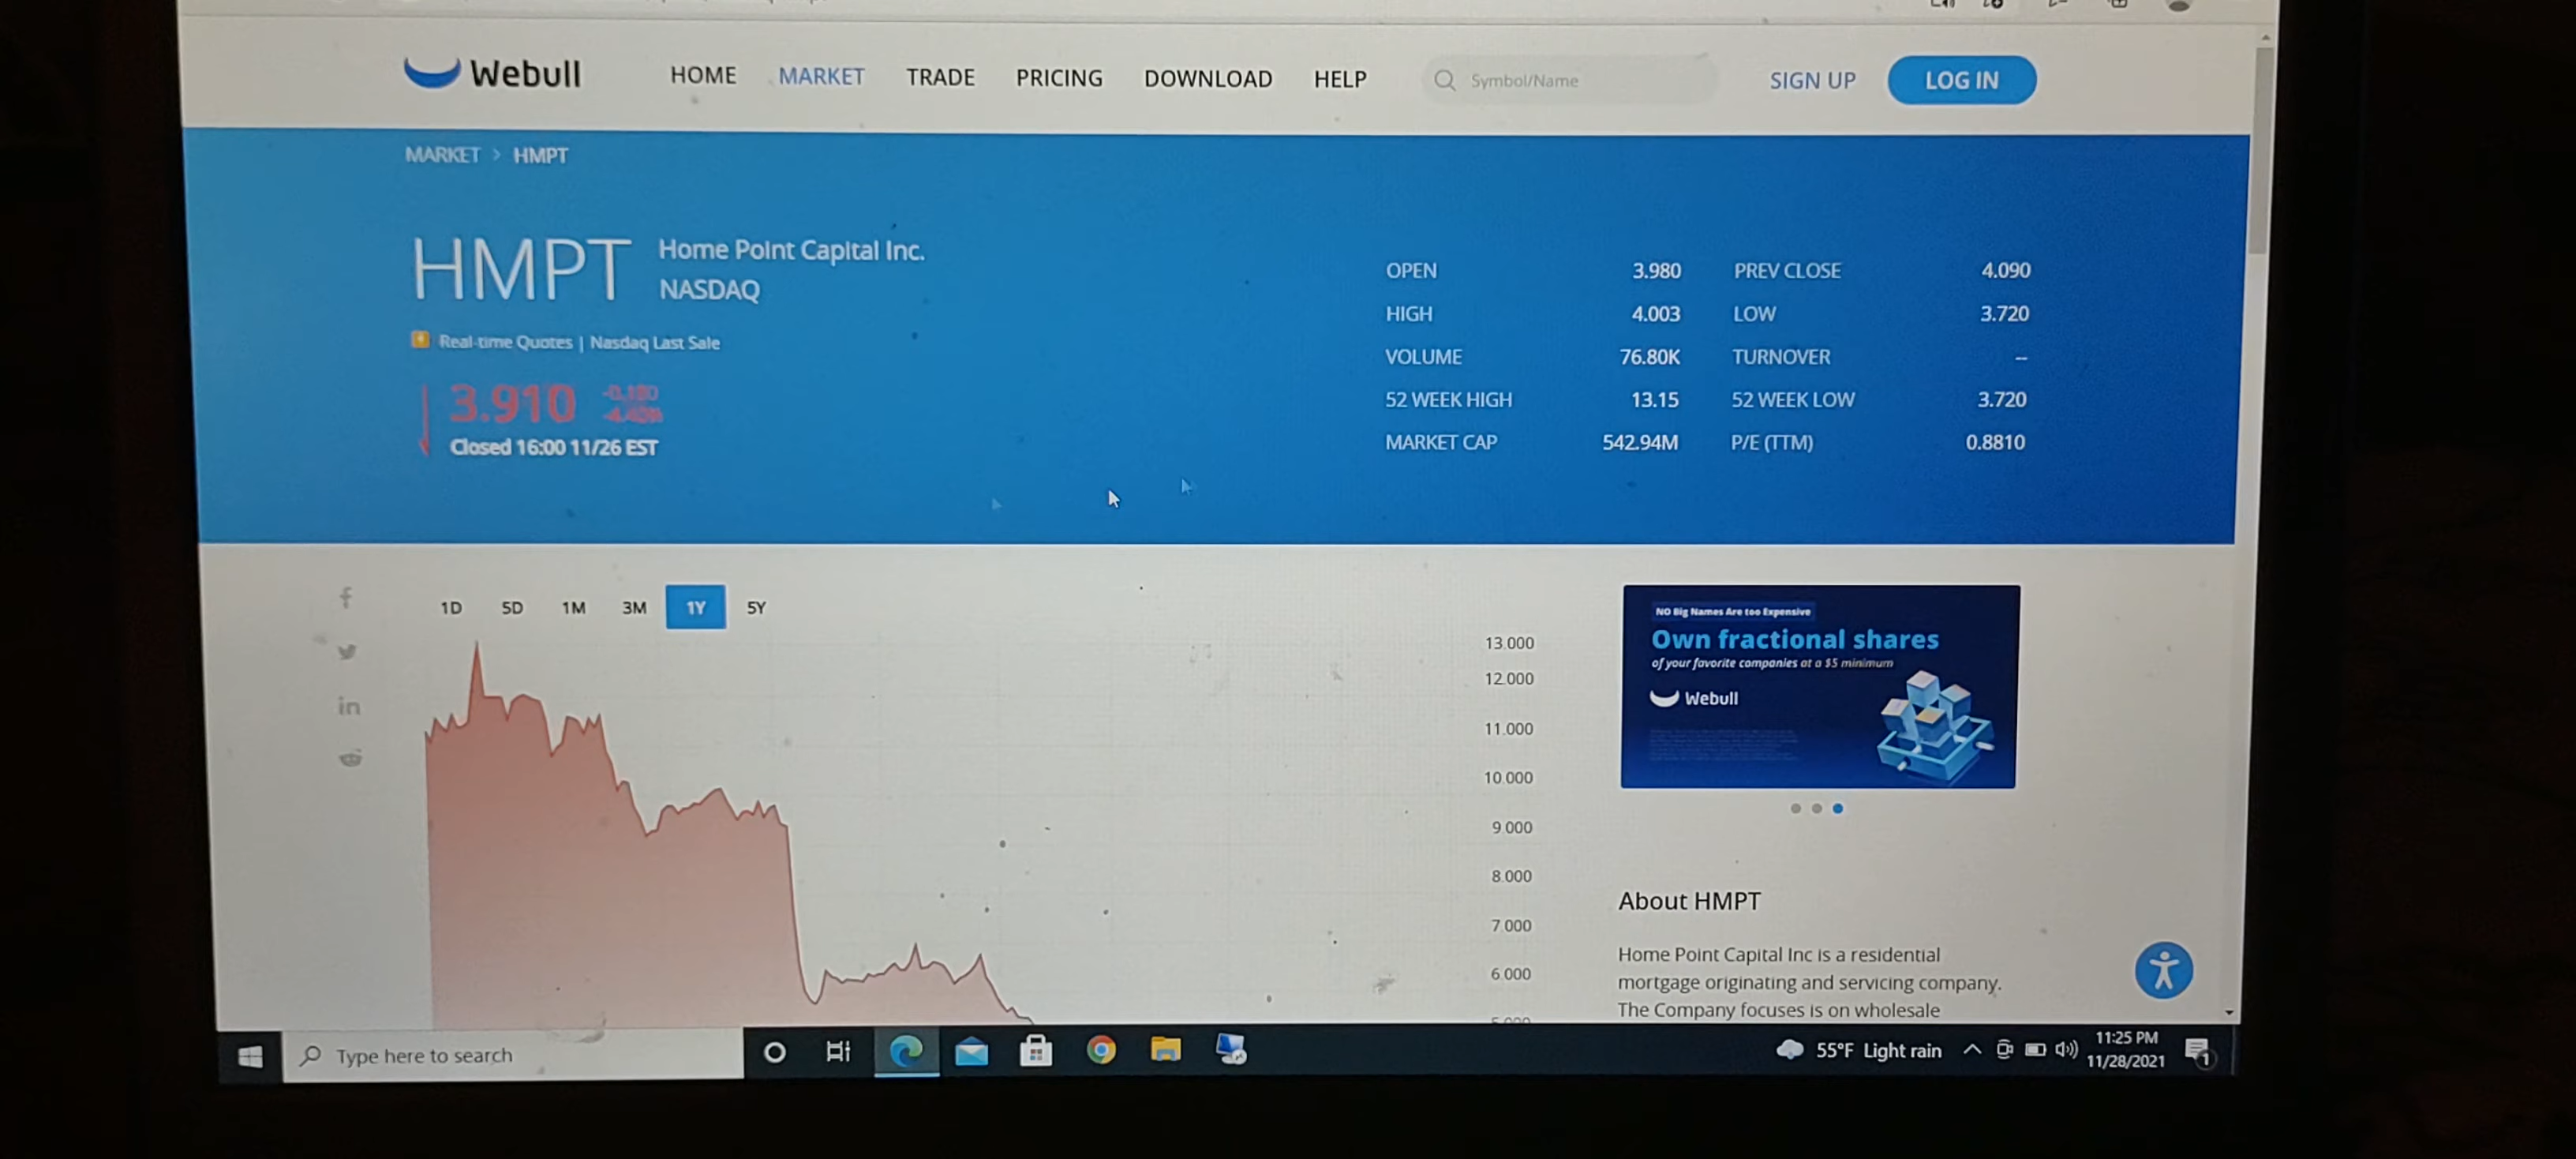 Webull
HOME MARKET TRADE PRICING DOWNLOAD HELP
Symbol/Name
SIGN UP LOG IN
MARKET > HMPT
HMPT
Home Point Capital Inc.
NASDAQ
Real-time Quotes | Nasdaq Last Sale
3.910 -0.180
-4.40%
Closed 16:00 11/26 EST
OPEN 3.980 PREV CLOSE 4.090
HIGH 4.003 LOW 3.720
VOLUME 76.80K TURNOVER --
52 WEEK HIGH 13.15 52 WEEK LOW 3.720
MARKET CAP 542.94M P/E (TTM) 0.8810
1D 5D 1M 3M 1Y 5Y
13.000
12.000
11.000
10.000
9.000
8.000
7.000
6.000
5.000
NO Big Names Are too Expensive
Own fractional shares
of your favorite companies at a $5 minimum
Webull
About HMPT
Home Point Capital Inc is a residential
mortgage originating and servicing company.
The Company focuses is on wholesale
Type here to search
55°F Light rain
11:25 PM
11/28/2021
1